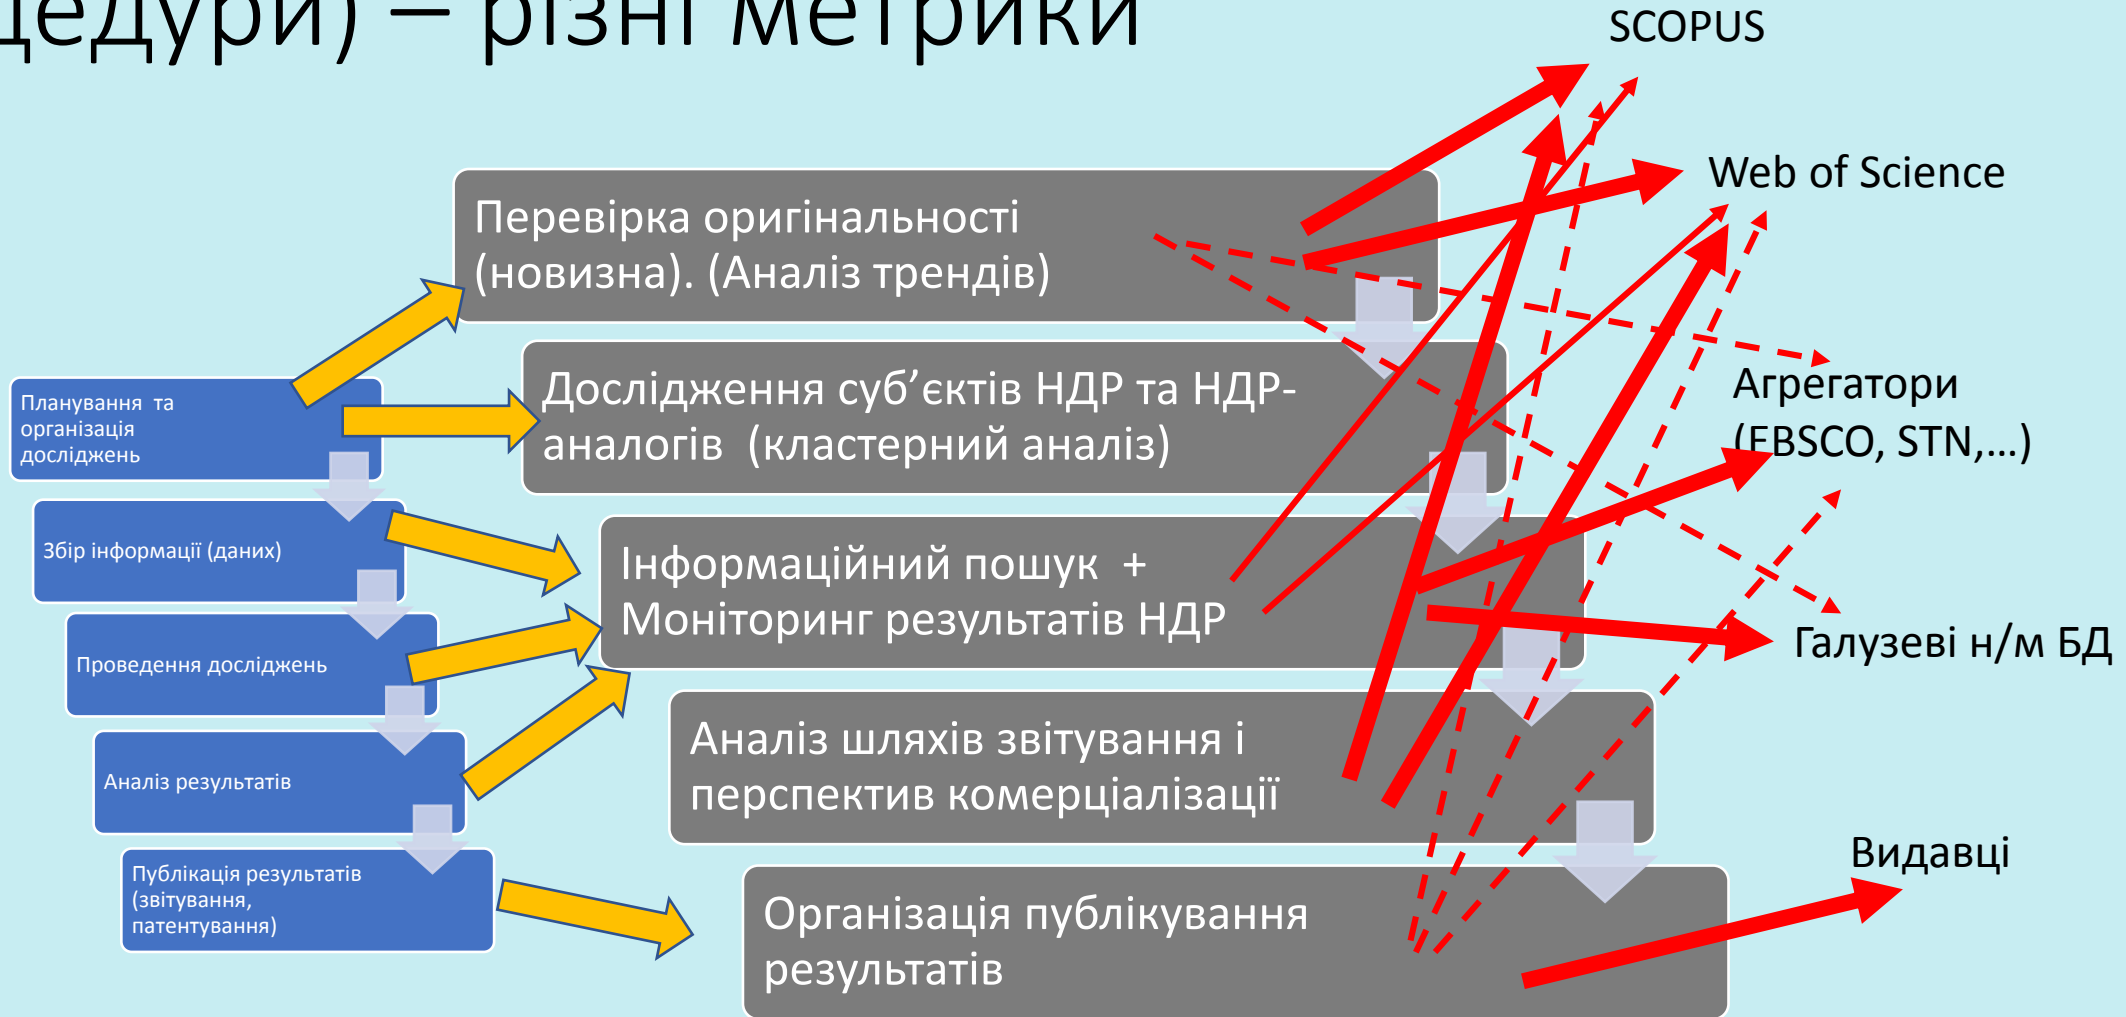 цедури) – різні метрики
SCOPUS
Web of Science
Агрегатори
(EBSCO, STN,...)
Галузеві н/м БД
Видавці
Планування та
організація
досліджень
Збір інформації (даних)
Проведення досліджень
Аналіз результатів
Публікація результатів
(звітування,
патентування)
Перевірка оригінальності
(новизна). (Аналіз трендів)
Дослідження суб’єктів НДР та НДР-
аналогів (кластерний аналіз)
Інформаційний пошук +
Моніторинг результатів НДР
Аналіз шляхів звітування і
перспектив комерціалізації
Організація публікування
результатів